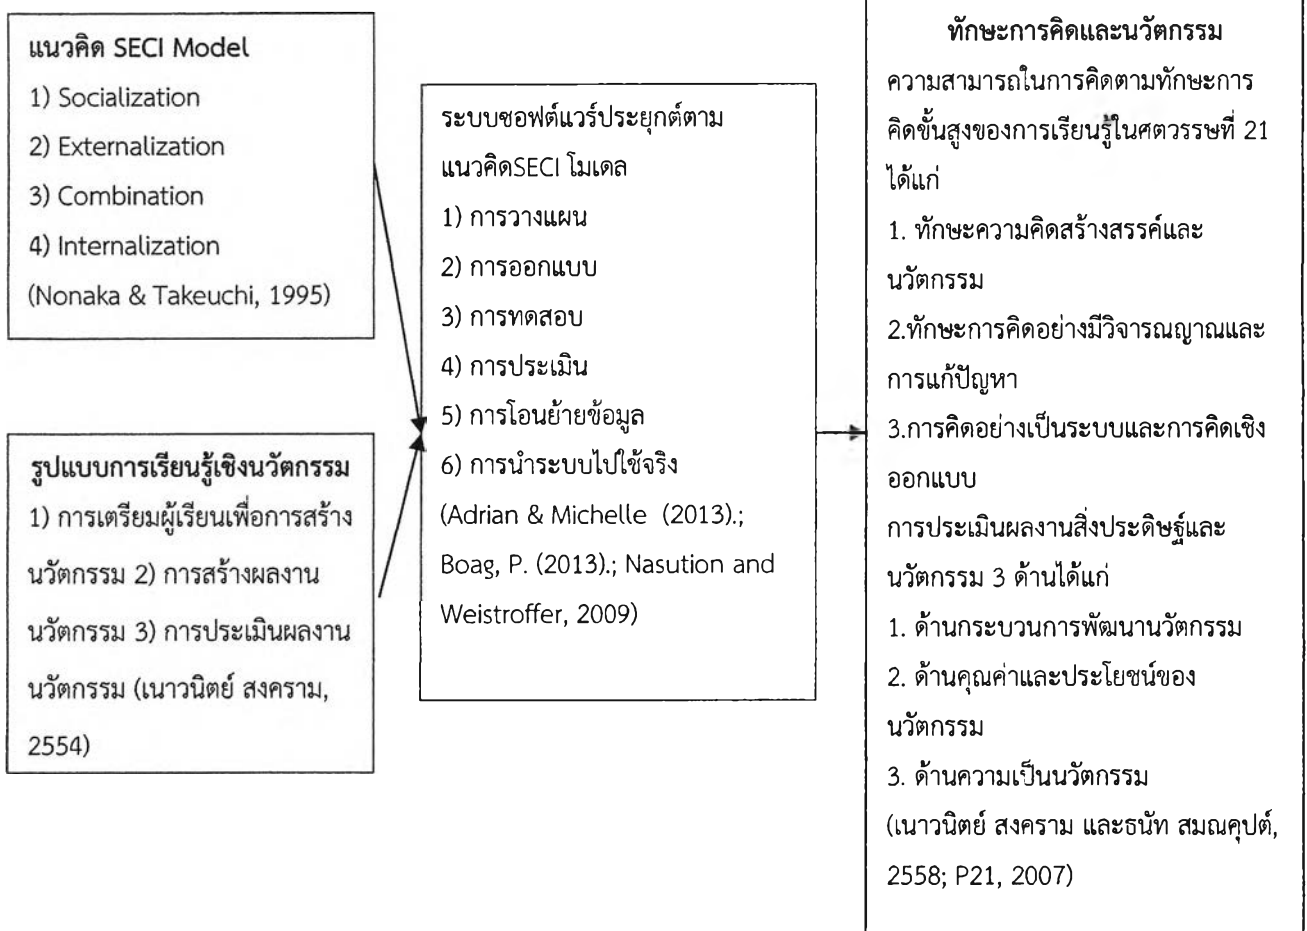 แนวคิด SECI Model
1) Socialization
2) Externalization
3) Combination
4) Internalization
(Nonaka & Takeuchi, 1995)
รูปแบบการเรียนรู้เชิงนวัตกรรม
1) การเตรียมผู้เรียนเพื่อการสร้าง
นวัตกรรม 2) การสร้างผลงาน
นวัตกรรม 3) การประเมินผลงาน
นวัตกรรม (เนาวนิตย์ สงคราม,
2554)
ระบบซอฟต์แวร์ประยุกต์ตาม
แนวคิดSECI โมเดล
1) การวางแผน
2) การออกแบบ
3) การทดสอบ
4) การประเมิน
5) การโอนย้ายข้อมูล
6) การนำระบบไปใช้จริง
(Adrian & Michelle (2013).;
Boag, P. (2013).; Nasution and
Weistroffer, 2009)
ทักษะการคิดและนวัตกรรม
ความสามารถในการคิดตามทักษะการ
คิดขั้นสูงของการเรียนรู้ในศตวรรษที่ 21
ได้แก่
1. ทักษะความคิดสร้างสรรค์และ
นวัตกรรม
2.ทักษะการคิดอย่างมีวิจารณญาณและ
การแก้ปัญหา
3.การคิดอย่างเป็นระบบและการคิดเชิง
ออกแบบ
การประเมินผลงานสิ่งประดิษฐ์และ
นวัตกรรม 3 ด้านได้แก่
1. ด้านกระบวนการพัฒนานวัตกรรม
2. ด้านคุณค่าและประโยชน์ของ
นวัตกรรม
3. ด้านความเป็นนวัตกรรม
(เนาวนิตย์ สงคราม และธนัท สมณคุปต์,
2558; P21, 2007)